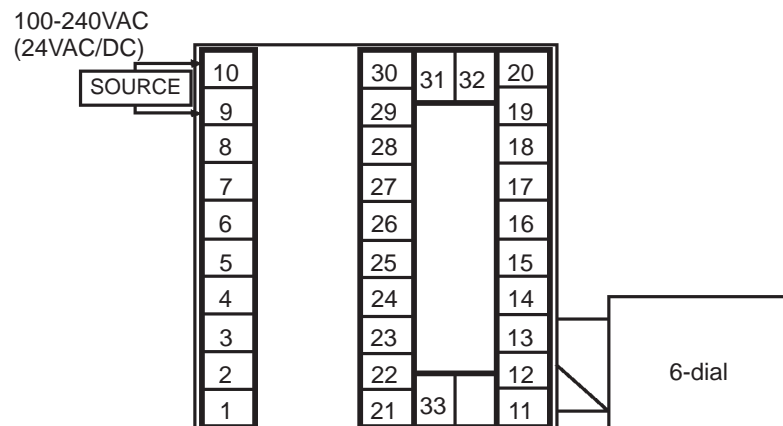 100-240VAC
(24VAC/DC)
SOURCE
10 30 31 32 20
9 29 19
8 28 18
7 27 17
6 26 16
5 25 15
4 24 14
3 23 13
2 22 12
1 21 33 11
6-dial